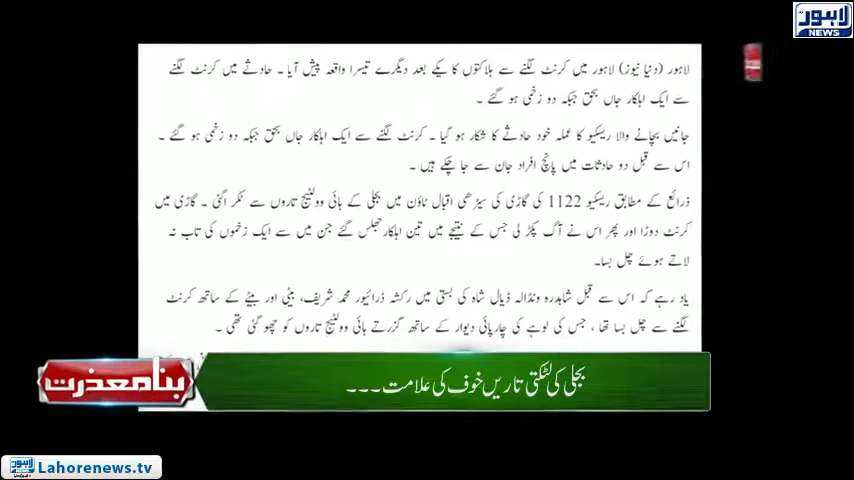 لاہور
NEWS
لاہور (دنیا نیوز) لاہور میں کرنٹ لگنے سے ہلاکتوں کا یکے بعد دیگرے تیسرا واقعہ پیش آیا ۔ حادثے میں کرنٹ لگنے
سے ایک اہلکار جاں بحق جبکہ دو زخمی ہو گئے ۔
جانیں بچانے والا ریسکیو کا عملہ خود حادثے کا شکار ہو گیا ۔ کرنٹ لگنے سے ایک اہلکار جاں بحق جبکہ دو زخمی ہو گئے ۔
اس سے قبل دو حادثات میں پانچ افراد جان سے جا چکے ہیں ۔
ذرائع کے مطابق ریسکیو 1122 کی گاڑی کی سیڑھی اقبال ٹاؤن میں بجلی کے ہائی وولٹیج تاروں سے ٹکر اگئی ۔ گاڑی میں
کرنٹ دوڑا اور پھر اس نے آگ پکڑ لی جس کے نتیجے میں تین اہلکار جھلس گئے جن میں سے ایک زخموں کی تاب نہ
لاتے ہوئے چل بسا۔
یاد رہے کہ اس سے قبل شاہدرہ ونڈالہ ڈیال شاہ کی بستی میں رکشہ ڈرائیور محمد شریف، بیٹی اور بیٹے کے ساتھ کرنٹ
لگنے سے چل بسا تھا ، جس کی لوہے کی چارپائی دیوار کے ساتھ گزرتے ہائی وولٹیج تاروں کو چھو گئی تھی ۔
بجلی کی لٹکتی تاریں خوف کی علامت ۔ ۔ ۔
بنا معذرت
لاہور Lahorenews.tv